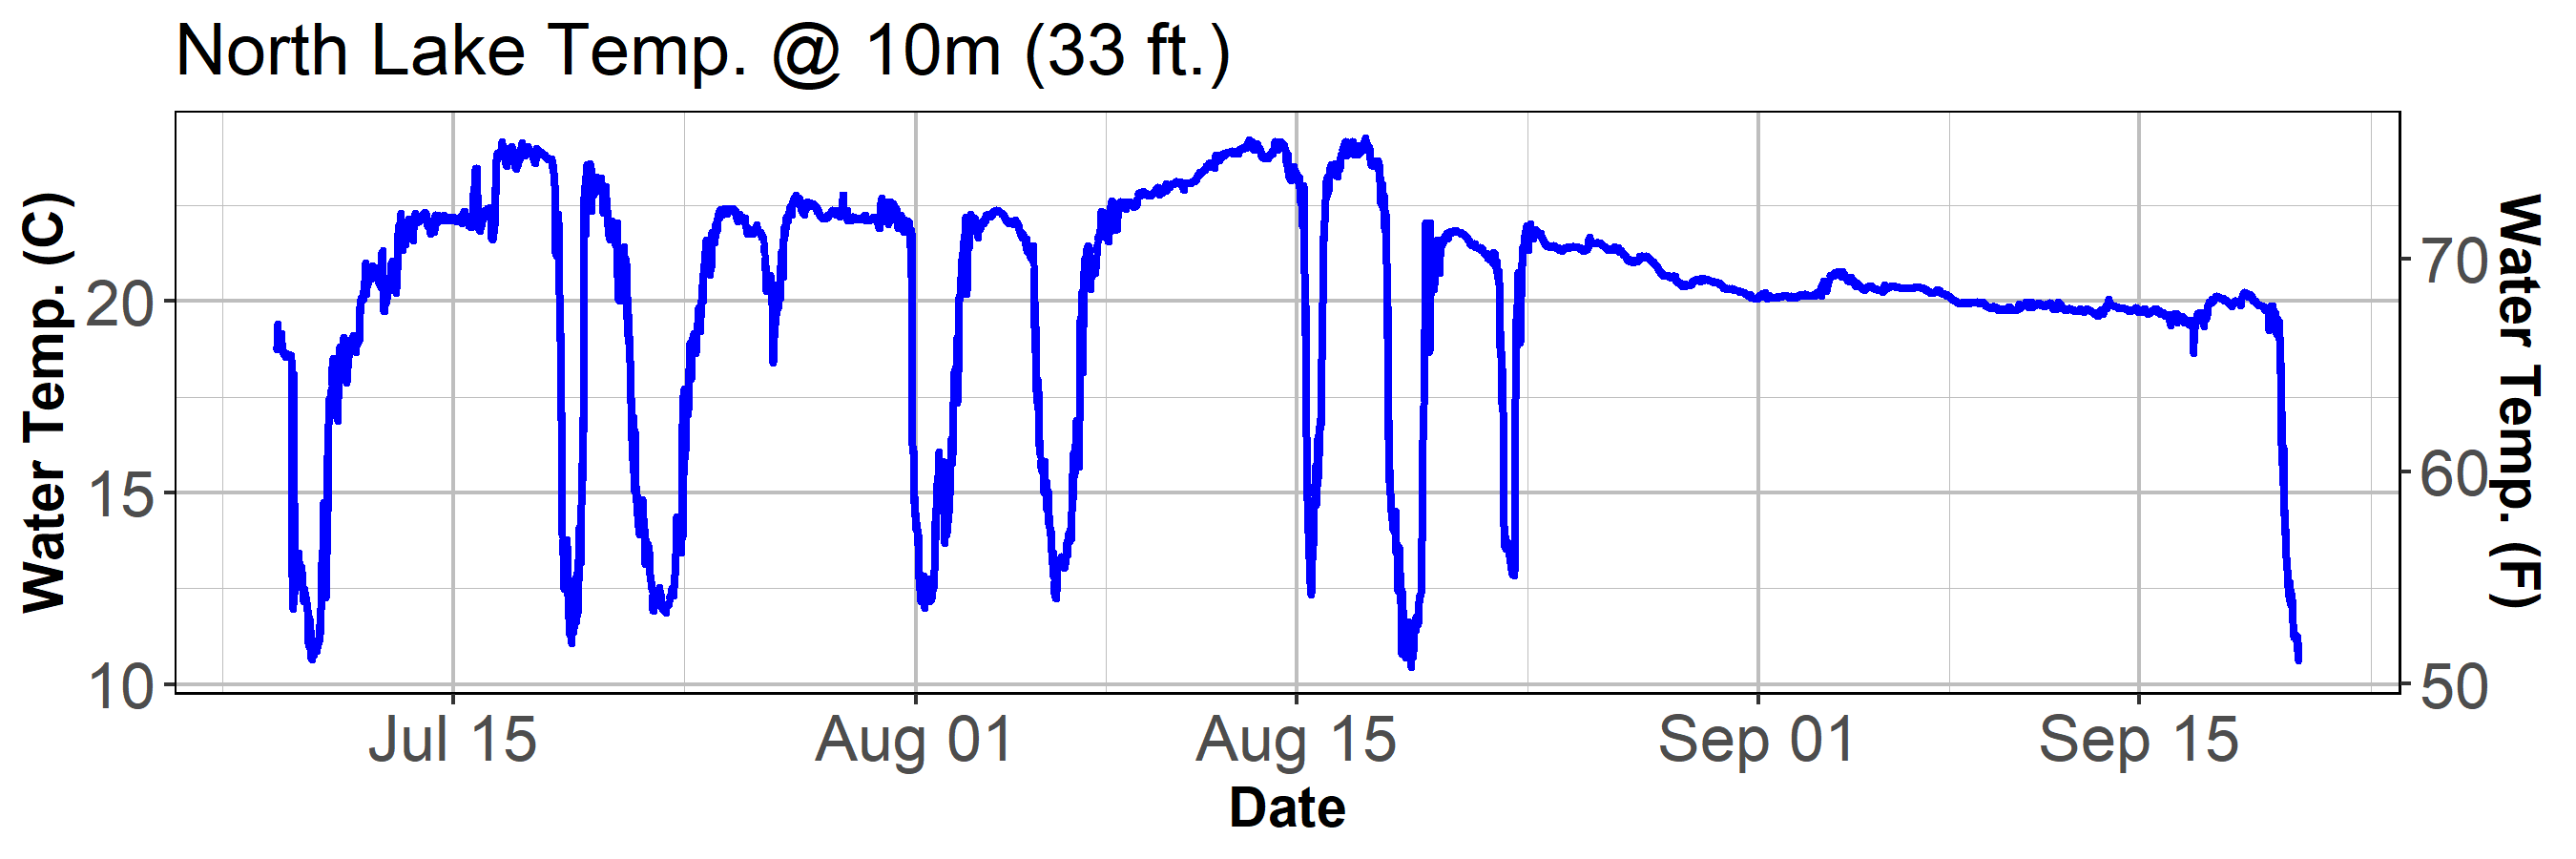 North Lake Temp. @ 10m (33 ft.)
Water Temp. (C)
20
15
10
70
60
50
Water Temp. (F)
Jul 15
Aug 01
Aug 15
Sep 01
Sep 15
Date